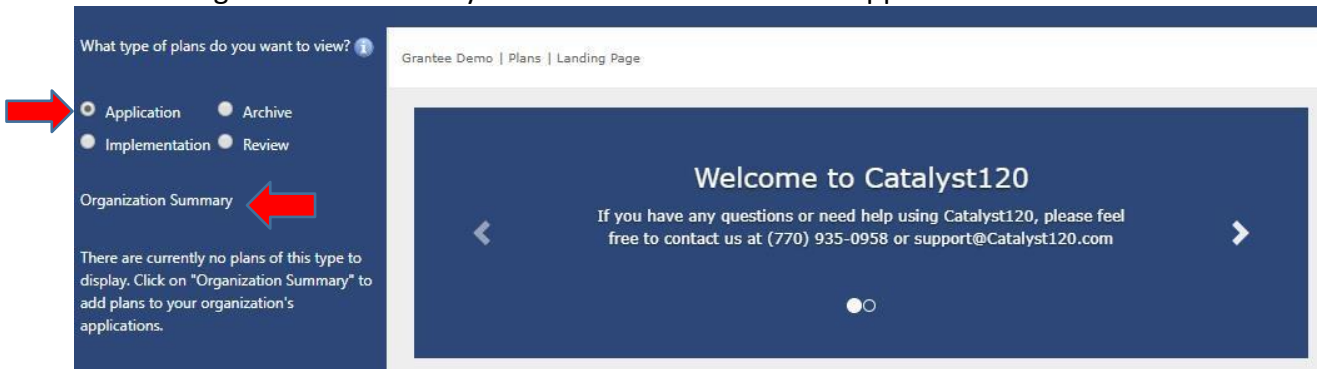 What type of plans do you want to view?
Application
Archive
Implementation
Review
Organization Summary
There are currently no plans of this type to
display. Click on "Organization Summary" to
add plans to your organization's
applications.
Grantee Demo | Plans | Landing Page
Welcome to Catalyst120
If you have any questions or need help using Catalyst120, please feel
free to contact us at (770) 935-0958 or support@Catalyst120.com